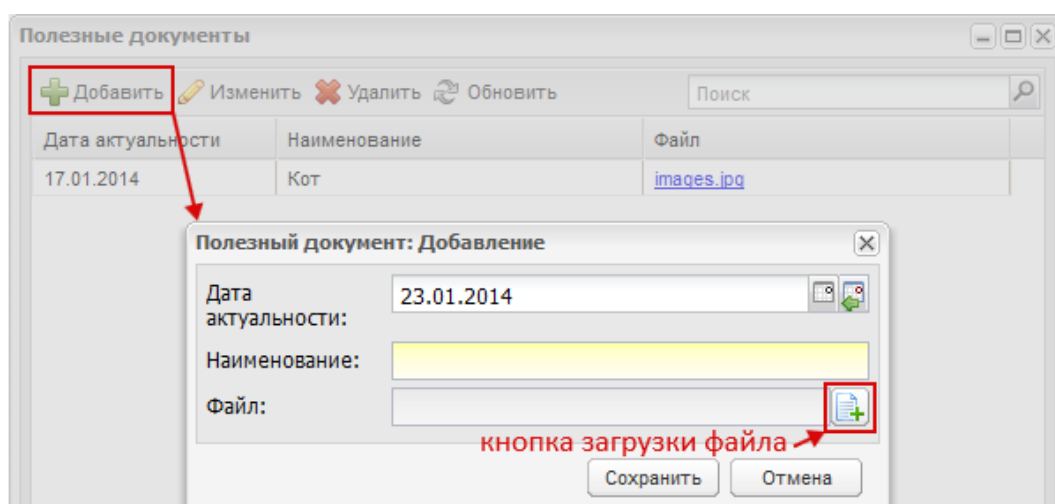 Полезные документы
Добавить Изменить Удалить Обновить Поиск
Дата актуальности Наименование Файл
17.01.2014 Кот images.jpg
Полезный документ: Добавление
Дата 23.01.2014
актуальности:
Наименование:
Файл:
кнопка загрузки файла
Сохранить Отмена